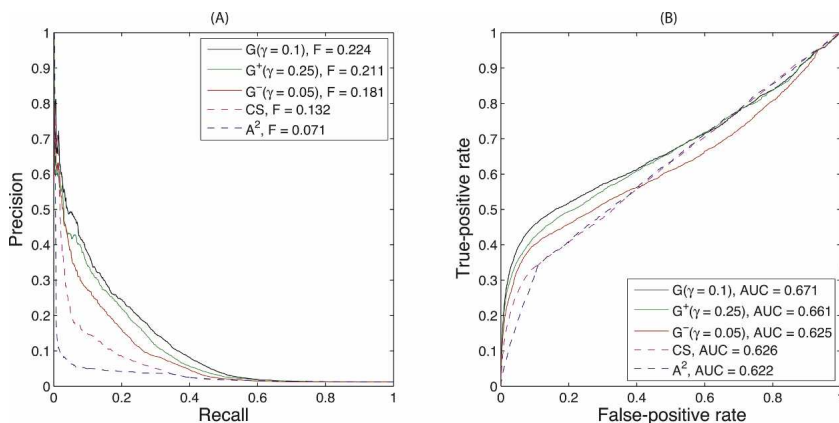 (A)
1
0.9
0.8
0.7
0.6
0.5
0.4
0.3
0.2
0.1
0
Precision
G(γ = 0.1), F = 0.224
G⁺(γ = 0.25), F = 0.211
G⁻(γ = 0.05), F = 0.181
CS, F = 0.132
A², F = 0.071
0 0.2 0.4 0.6 0.8 1
Recall
(B)
1
0.9
0.8
0.7
0.6
0.5
0.4
0.3
0.2
0.1
0
True-positive rate
G(γ = 0.1), AUC = 0.671
G⁺(γ = 0.25), AUC = 0.661
G⁻(γ = 0.05), AUC = 0.625
CS, AUC = 0.626
A², AUC = 0.622
0 0.2 0.4 0.6 0.8 1
False-positive rate